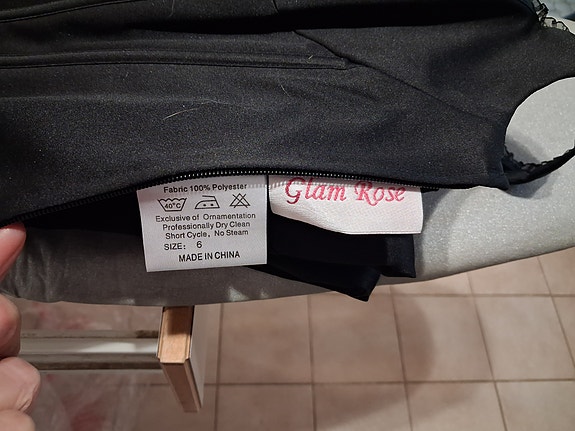 Fabric 100% Polyester
40°C
Exclusive of Ornamentation
Professionally Dry Clean
Short Cycle, No Steam
SIZE: 6
MADE IN CHINA
Glam Rose